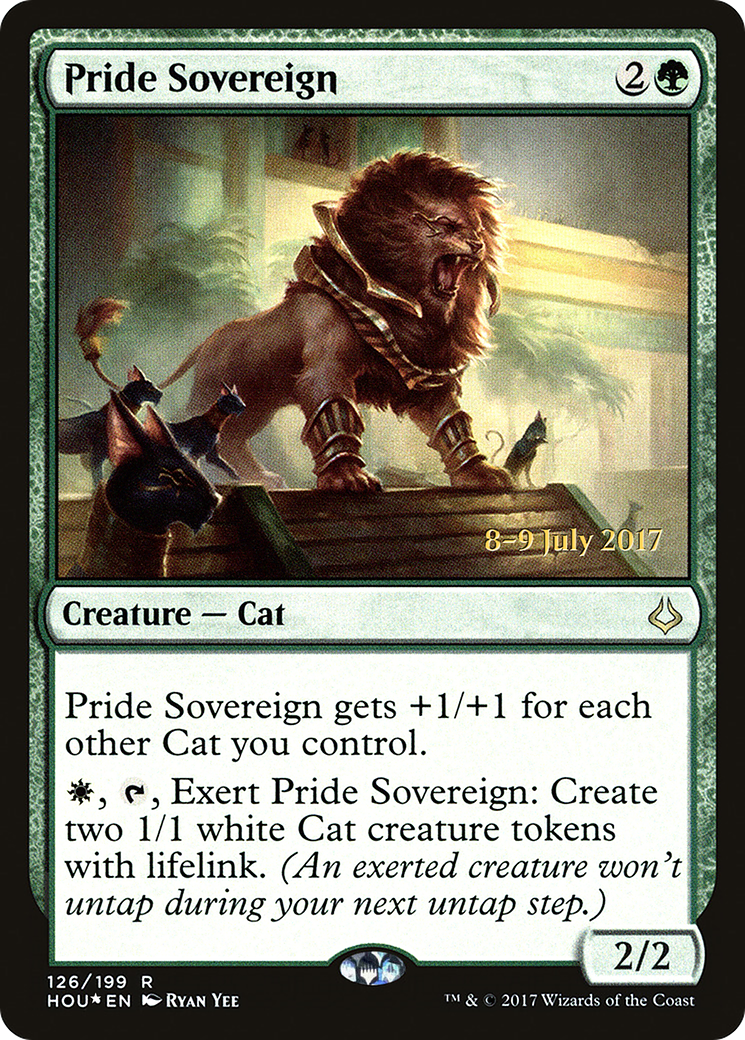 Pride Sovereign 2
8–9 July 2017
Creature — Cat
Pride Sovereign gets +1/+1 for each
other Cat you control.
, , Exert Pride Sovereign: Create
two 1/1 white Cat creature tokens
with lifelink. (An exerted creature won't
untap during your next untap step.)
2/2
126/199 R
HOU★EN Ryan Yee
™ & © 2017 Wizards of the Coast